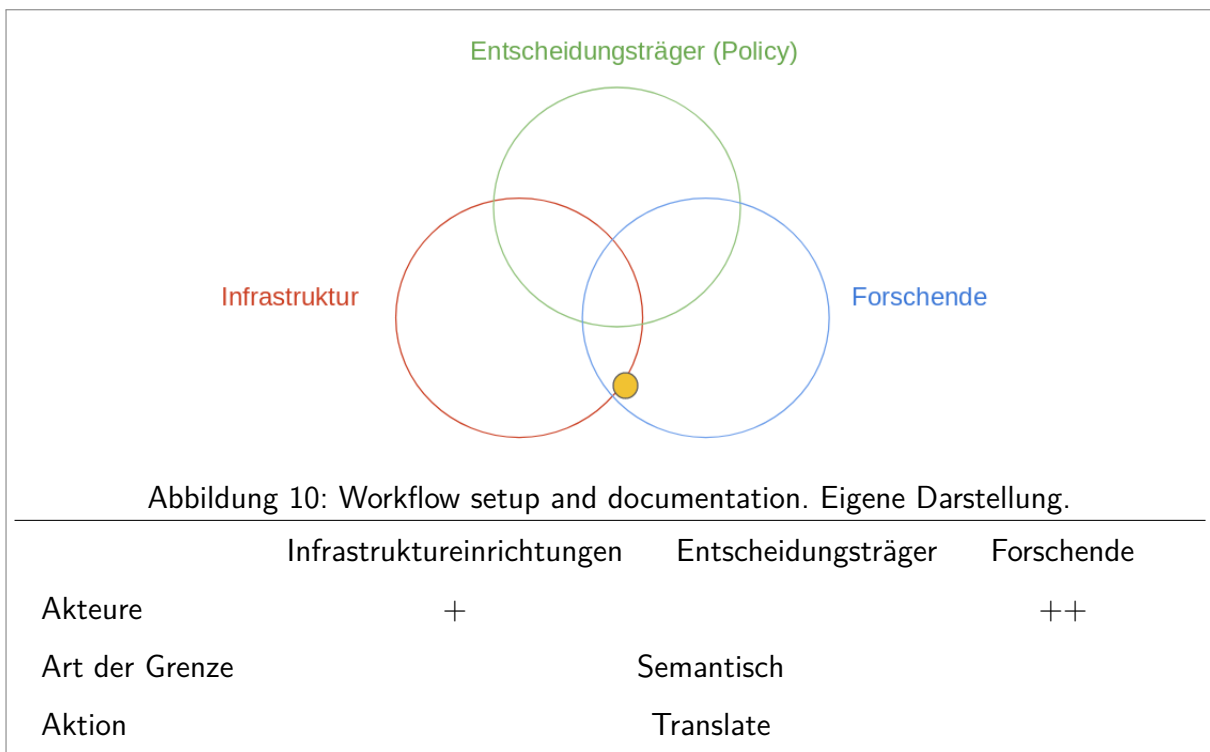 Entscheidungsträger (Policy)
Infrastruktur
Forschende
Abbildung 10: Workflow setup and documentation. Eigene Darstellung.
Infrastruktureinrichtungen Entscheidungsträger Forschende
Akteure + ++
Art der Grenze Semantisch
Aktion Translate